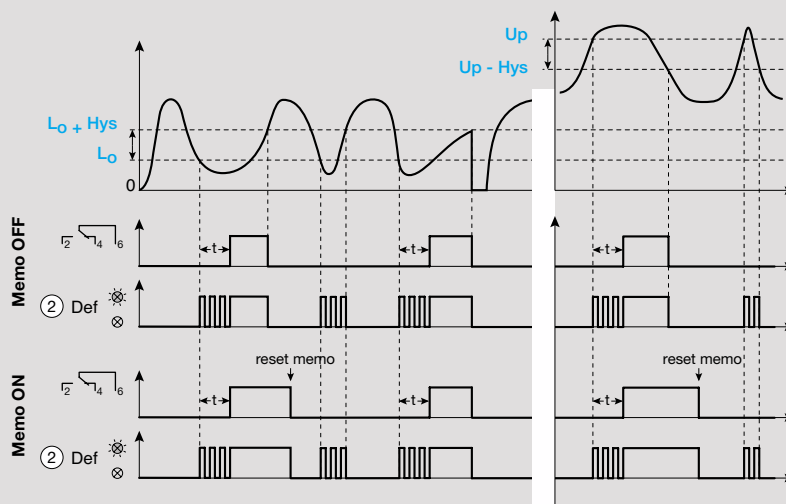 Up
Up - Hys
Lo + Hys
Lo
0
Memo OFF
2 4 6
t t t
2 Def
reset memo reset memo
Memo ON
2 4 6
t t t
2 Def